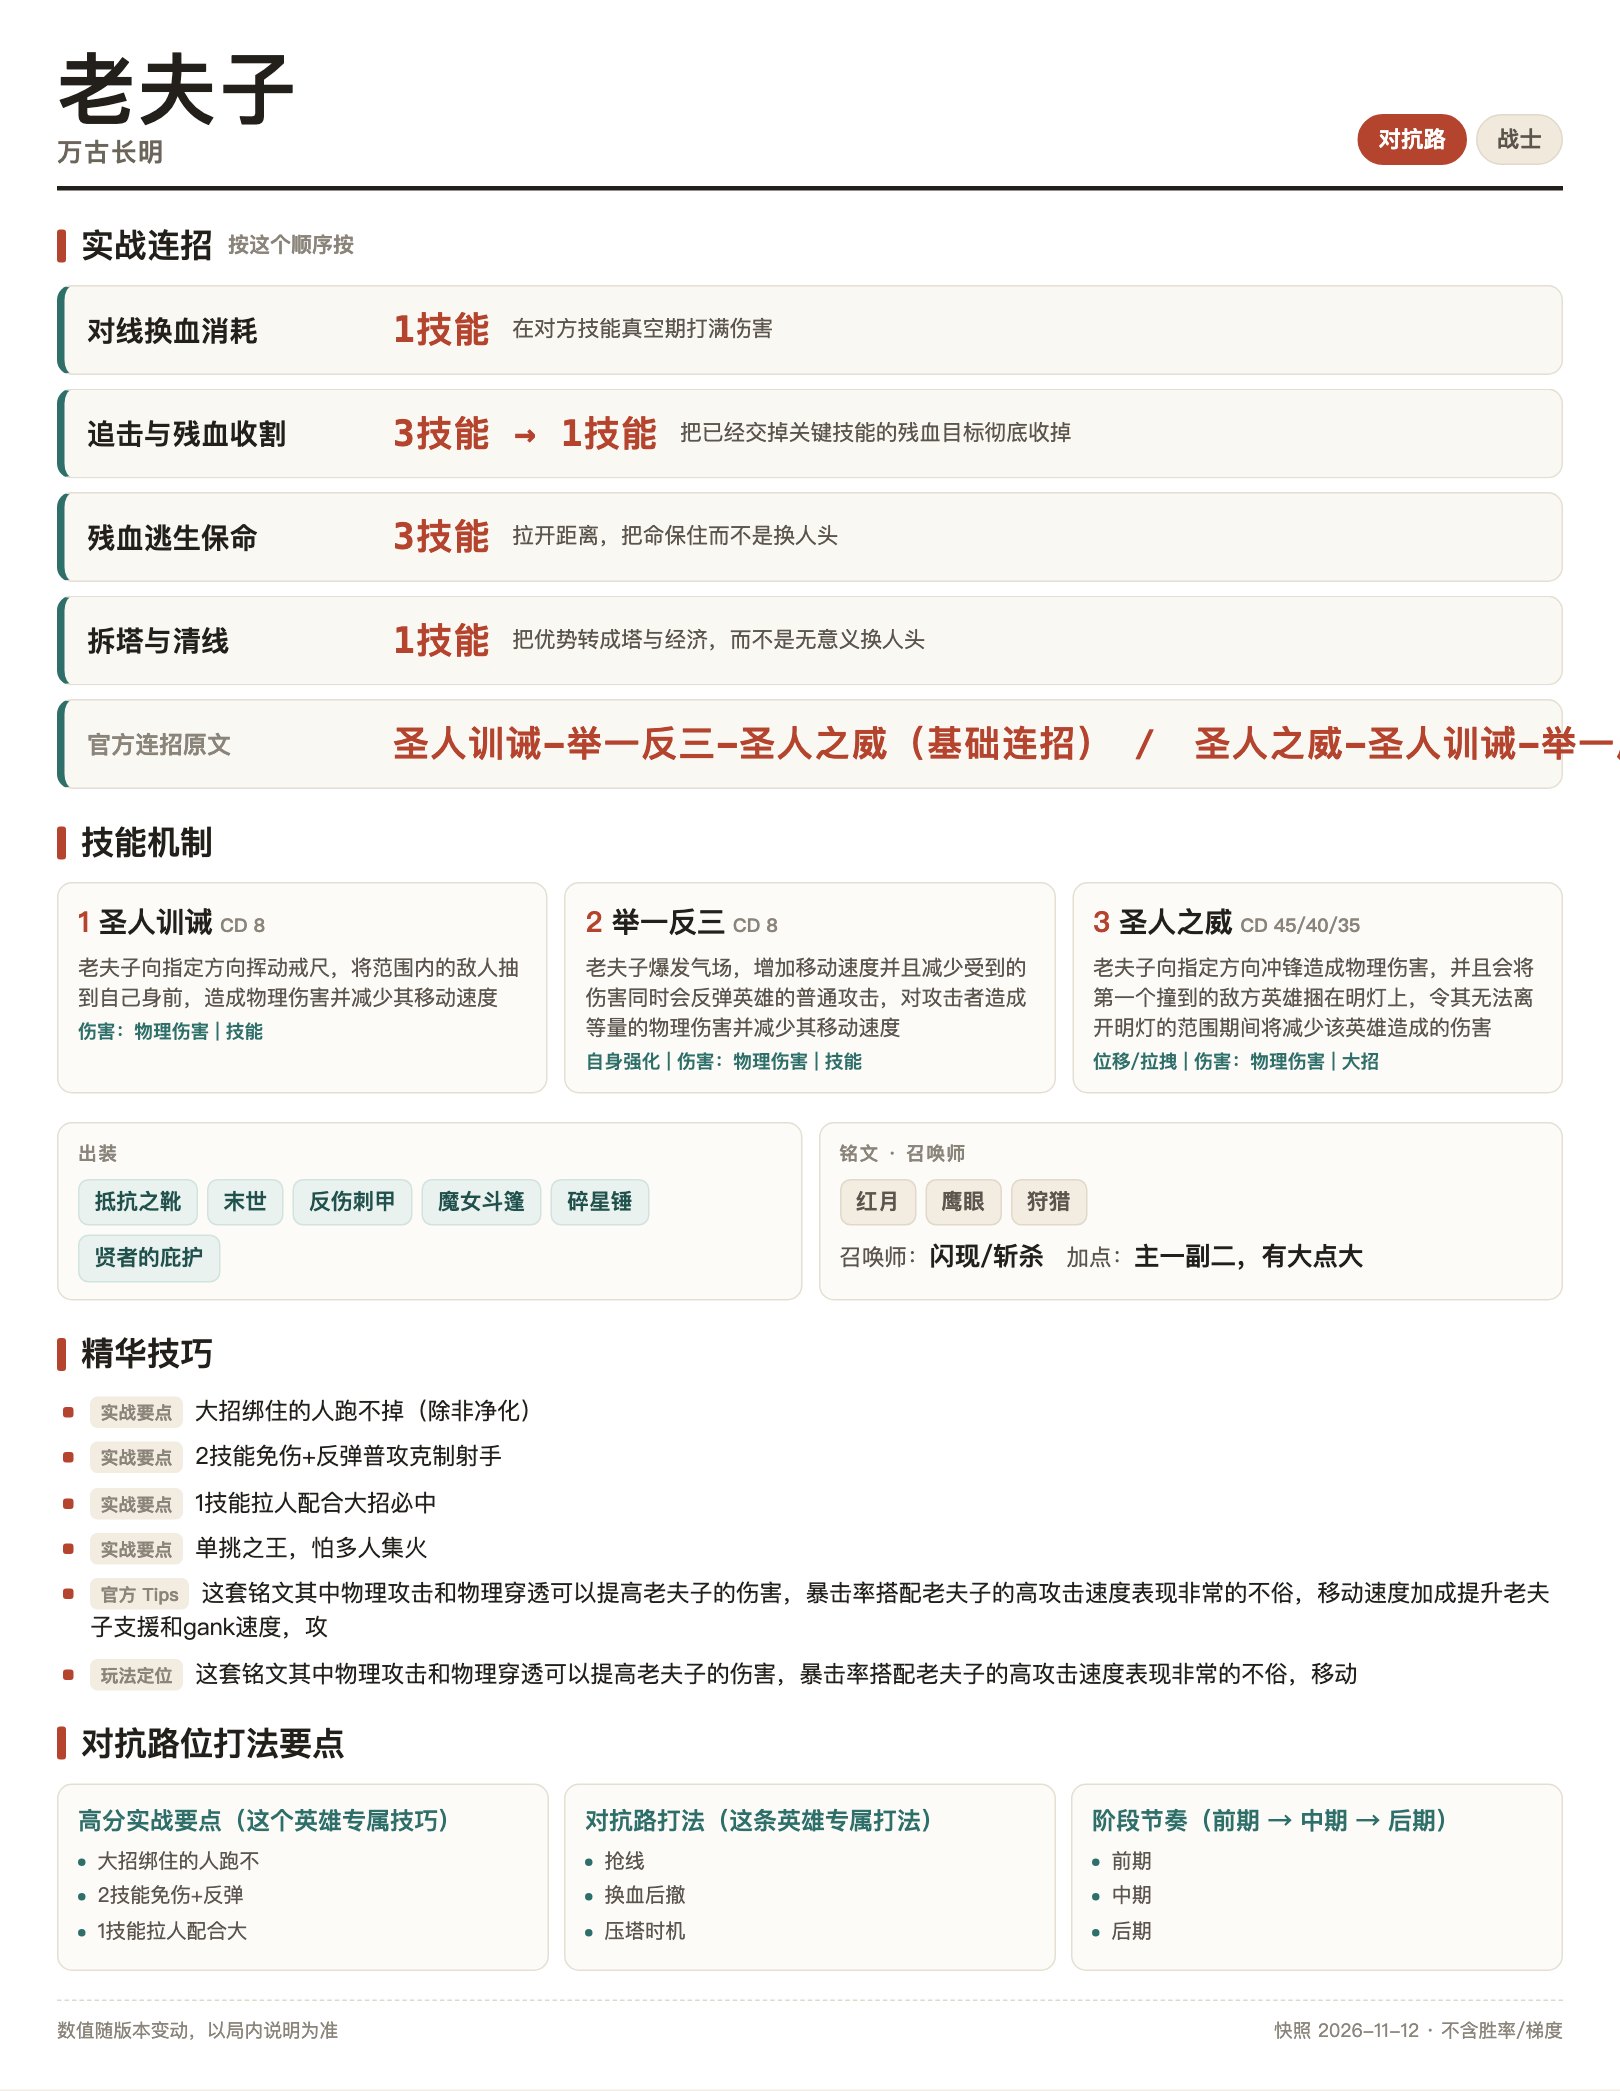 老夫子
万古长明
对抗路 战士
实战连招 按这个顺序按
对线换血消耗 1技能 在对方技能真空期打满伤害
追击与残血收割 3技能 → 1技能 把已经交掉关键技能的残血目标彻底收掉
残血逃生保命 3技能 拉开距离，把命保住而不是换人头
拆塔与清线 1技能 把优势转成塔与经济，而不是无意义换人头
官方连招原文 圣人训诫-举一反三-圣人之威（基础连招） / 圣人之威-圣人训诫-举一
技能机制
1 圣人训诫 CD 8
老夫子向指定方向挥动戒尺，将范围内的敌人抽
到自己身前，造成物理伤害并减少其移动速度
伤害：物理伤害 | 技能
2 举一反三 CD 8
老夫子爆发气场，增加移动速度并且减少受到的
伤害同时会反弹英雄的普通攻击，对攻击者造成
等量的物理伤害并减少其移动速度
自身强化 | 伤害：物理伤害 | 技能
3 圣人之威 CD 45/40/35
老夫子向指定方向冲锋造成物理伤害，并且会将
第一个撞到的敌方英雄捆在明灯上，令其无法离
开明灯的范围期间将减少该英雄造成的伤害
位移/拉拽 | 伤害：物理伤害 | 大招
出装
抵抗之靴 末世 反伤刺甲 魔女斗篷 碎星锤
贤者的庇护
铭文 · 召唤师
红月 鹰眼 狩猎
召唤师：闪现/斩杀 加点：主一副二，有大点大
精华技巧
实战要点 大招绑住的人跑不掉（除非净化）
实战要点 2技能免伤+反弹普攻克制射手
实战要点 1技能拉人配合大招必中
实战要点 单挑之王，怕多人集火
官方 Tips 这套铭文其中物理攻击和物理穿透可以提高老夫子的伤害，暴击率搭配老夫子的高攻击速度表现非常的不俗，移动速度加成提升老夫
子支援和gank速度，攻
玩法定位 这套铭文其中物理攻击和物理穿透可以提高老夫子的伤害，暴击率搭配老夫子的高攻击速度表现非常的不俗，移动
对抗路位打法要点
高分实战要点（这个英雄专属技巧）
大招绑住的人跑不
2技能免伤+反弹
1技能拉人配合大
对抗路打法（这条英雄专属打法）
抢线
换血后撤
压塔时机
阶段节奏（前期 → 中期 → 后期）
前期
中期
后期
数值随版本变动，以局内说明为准
快照 2026-11-12 · 不含胜率/梯度